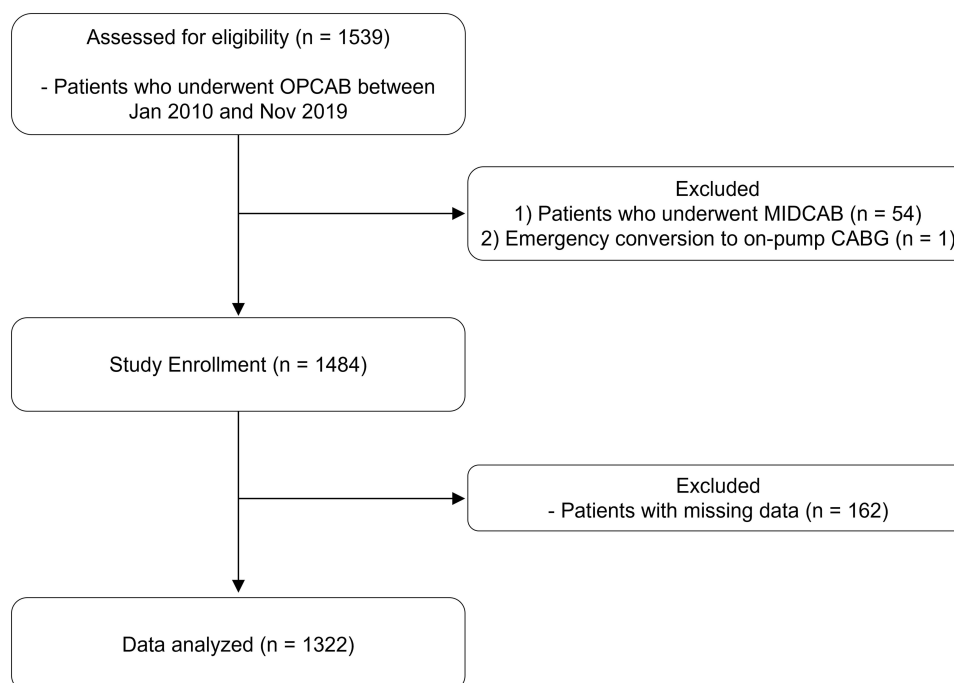 Assessed for eligibility (n = 1539)
- Patients who underwent OPCAB between
Jan 2010 and Nov 2019
Excluded
1) Patients who underwent MIDCAB (n = 54)
2) Emergency conversion to on-pump CABG (n = 1)
Study Enrollment (n = 1484)
Excluded
- Patients with missing data (n = 162)
Data analyzed (n = 1322)